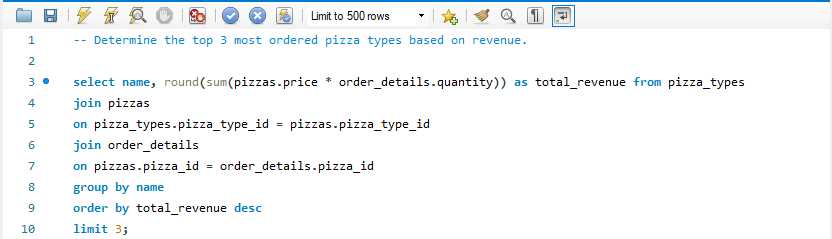 Limit to 500 rows
1 -- Determine the top 3 most ordered pizza types based on revenue.
2
3 select name, round(sum(pizzas.price * order_details.quantity)) as total_revenue from pizza_types
4 join pizzas
5 on pizza_types.pizza_type_id = pizzas.pizza_type_id
6 join order_details
7 on pizzas.pizza_id = order_details.pizza_id
8 group by name
9 order by total_revenue desc
10 limit 3;